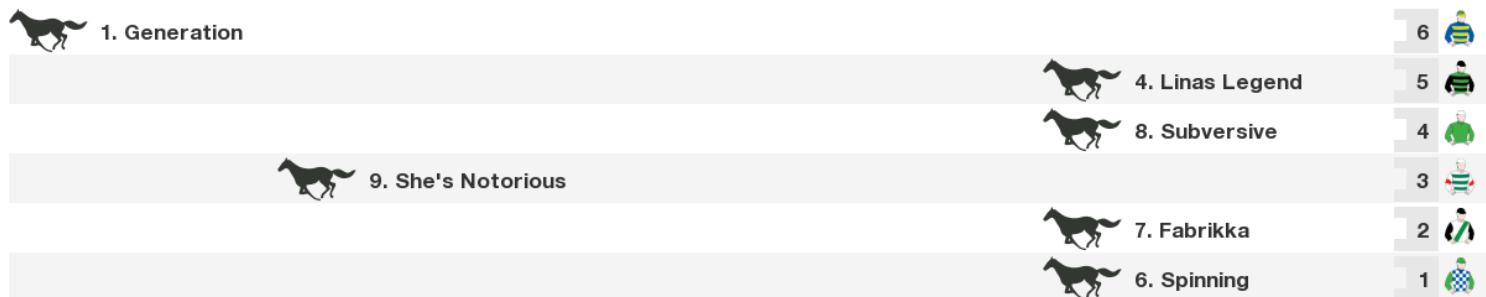 1. Generation 6
4. Linas Legend 5
8. Subversive 4
9. She's Notorious 3
7. Fabrikka 2
6. Spinning 1